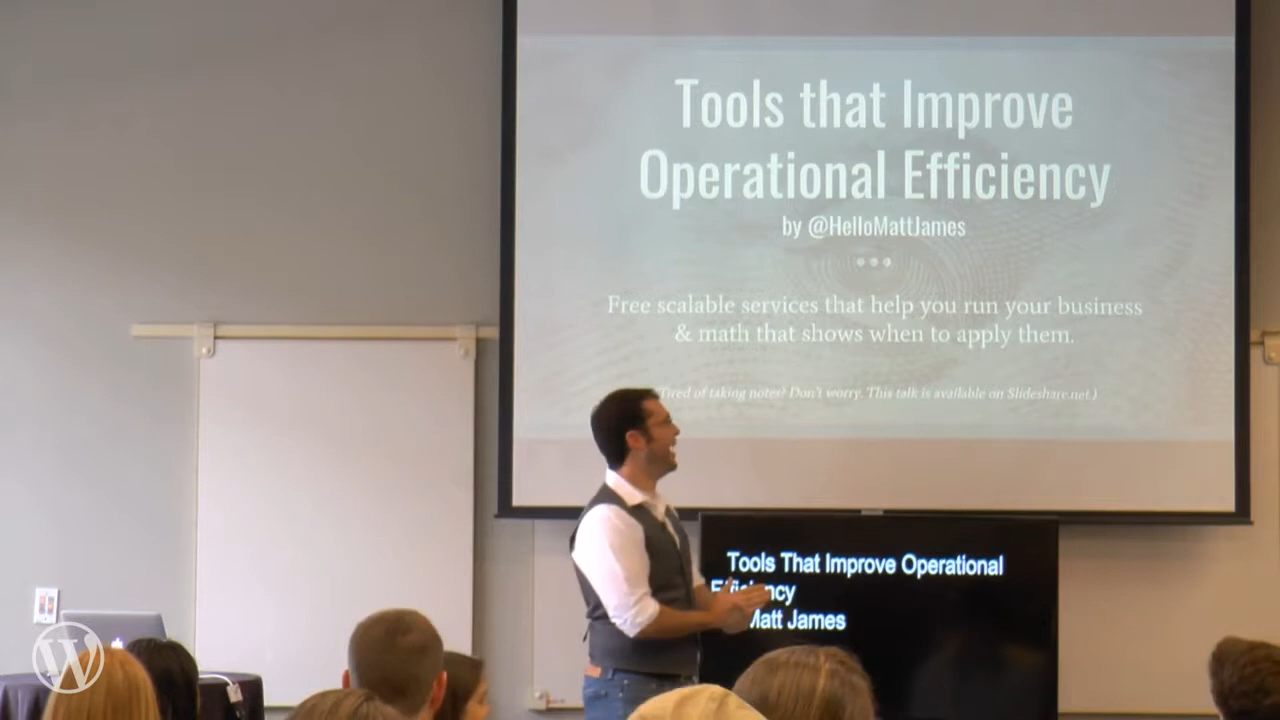 Tools that Improve
Operational Efficiency
by @HelloMattJames
Free scalable services that help you run your business
& math that shows when to apply them.
Tired of taking notes? Don't worry. This talk is available on Slideshare.net.)
Tools That Improve Operational
Efficiency
Matt James